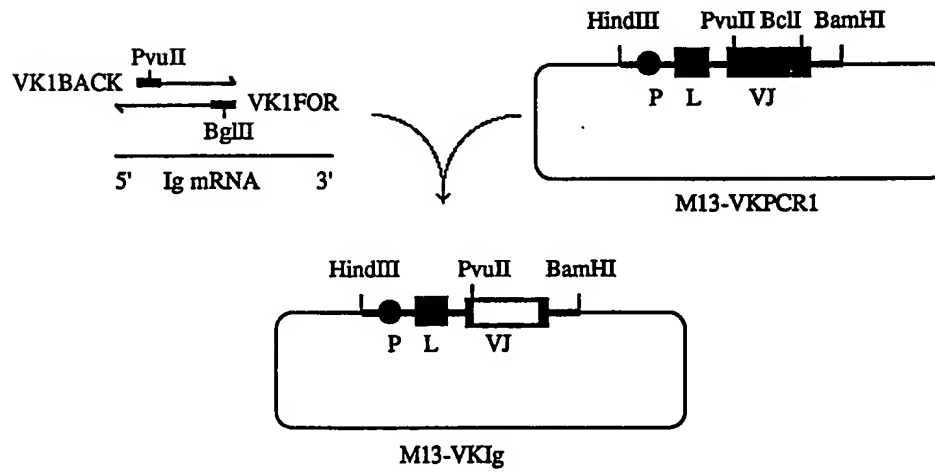 PvuII
VK1BACK
VK1FOR
BglII
5' Ig mRNA 3'
HindIII PvuII BclI BamHI
P L VJ
M13-VKPCR1
HindIII PvuII BamHI
P L VJ
M13-VKIg